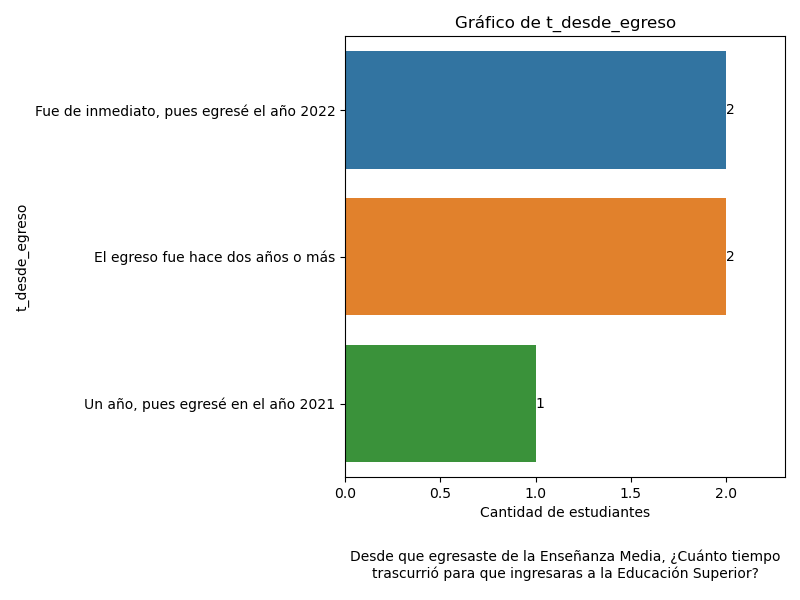 Gráfico de t_desde_egreso
t_desde_egreso
Fue de inmediato, pues egresé el año 2022
2
El egreso fue hace dos años o más
2
Un año, pues egresé en el año 2021
1
0.0 0.5 1.0 1.5 2.0
Cantidad de estudiantes
Desde que egresaste de la Enseñanza Media, ¿Cuánto tiempo
trascurrió para que ingresaras a la Educación Superior?